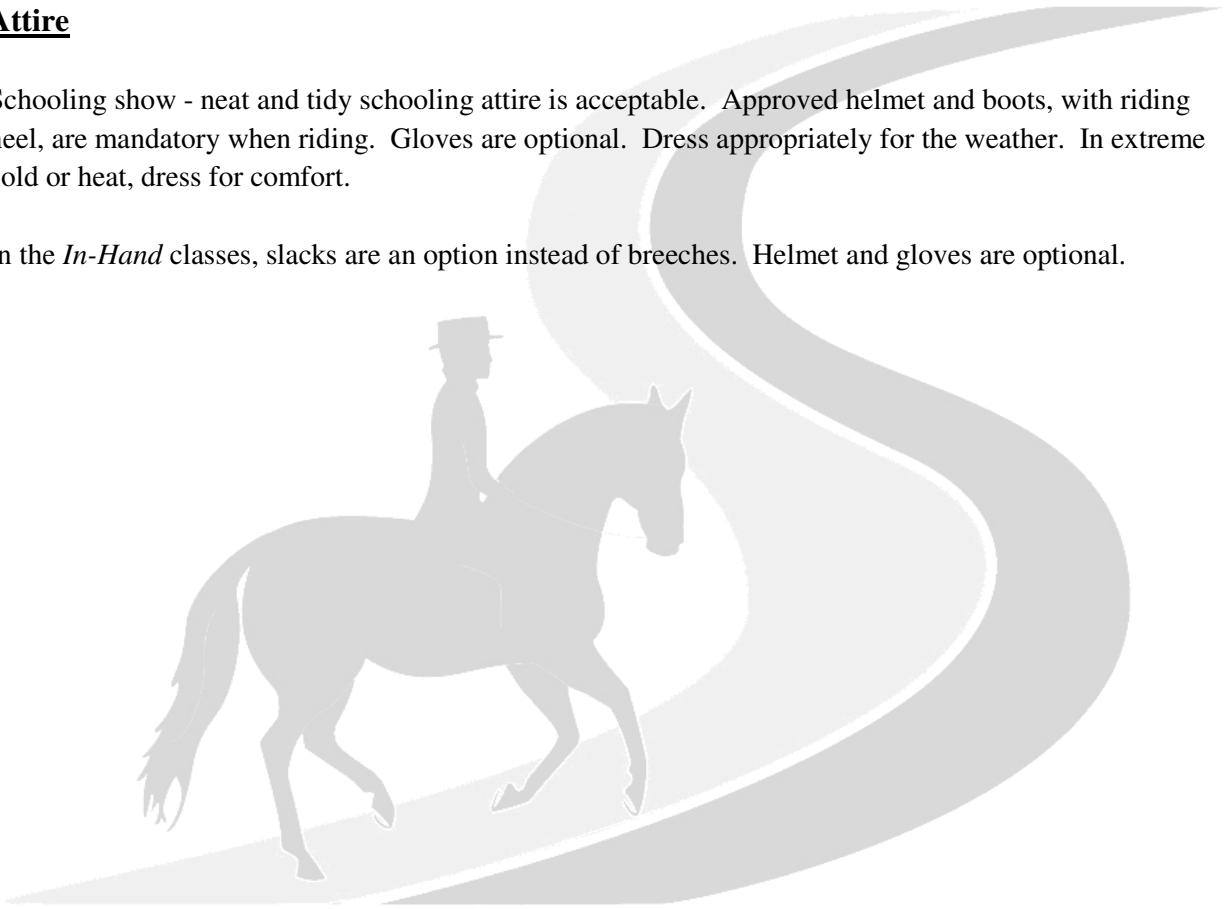 Attire
Schooling show - neat and tidy schooling attire is acceptable. Approved helmet and boots, with riding
heel, are mandatory when riding. Gloves are optional. Dress appropriately for the weather. In extreme
cold or heat, dress for comfort.
In the In-Hand classes, slacks are an option instead of breeches. Helmet and gloves are optional.